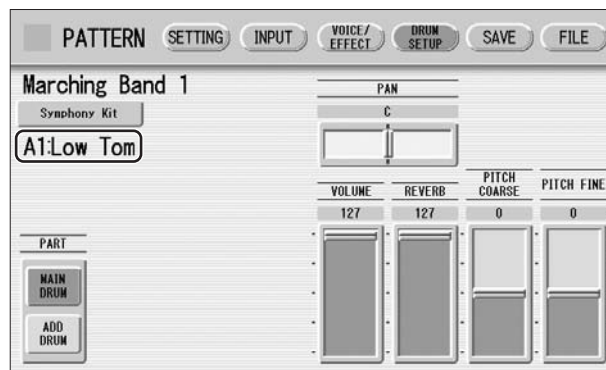 PATTERN SETTING INPUT VOICE/ EFFECT DRUM SETUP SAVE FILE
Marching Band 1
Symphony Kit
A1:Low Tom
PAN
C
VOLUME REVERB PITCH COARSE PITCH FINE
127 127 0 0
PART
MAIN DRUM
ADD DRUM